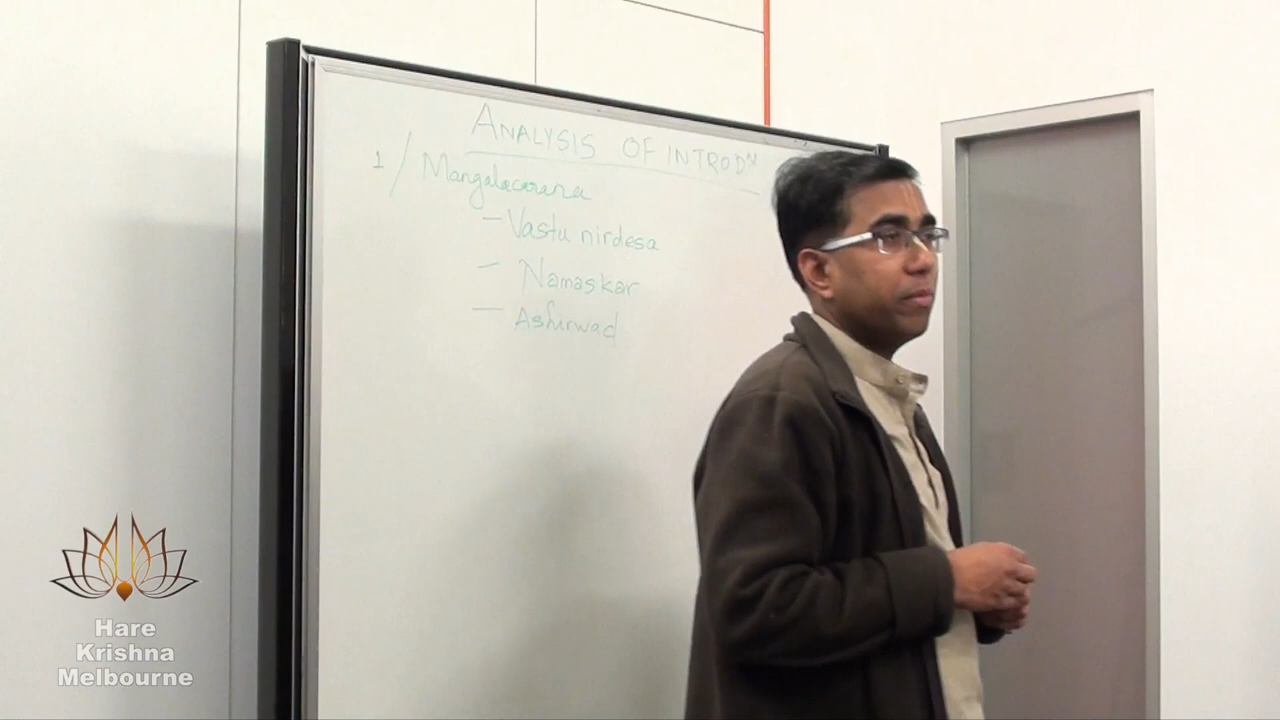 ANALYSIS OF INTRODN
1/ Mangalacarana
- Vastu nirdesa
- Namaskar
- Ashirwad
Hare
Krishna
Melbourne